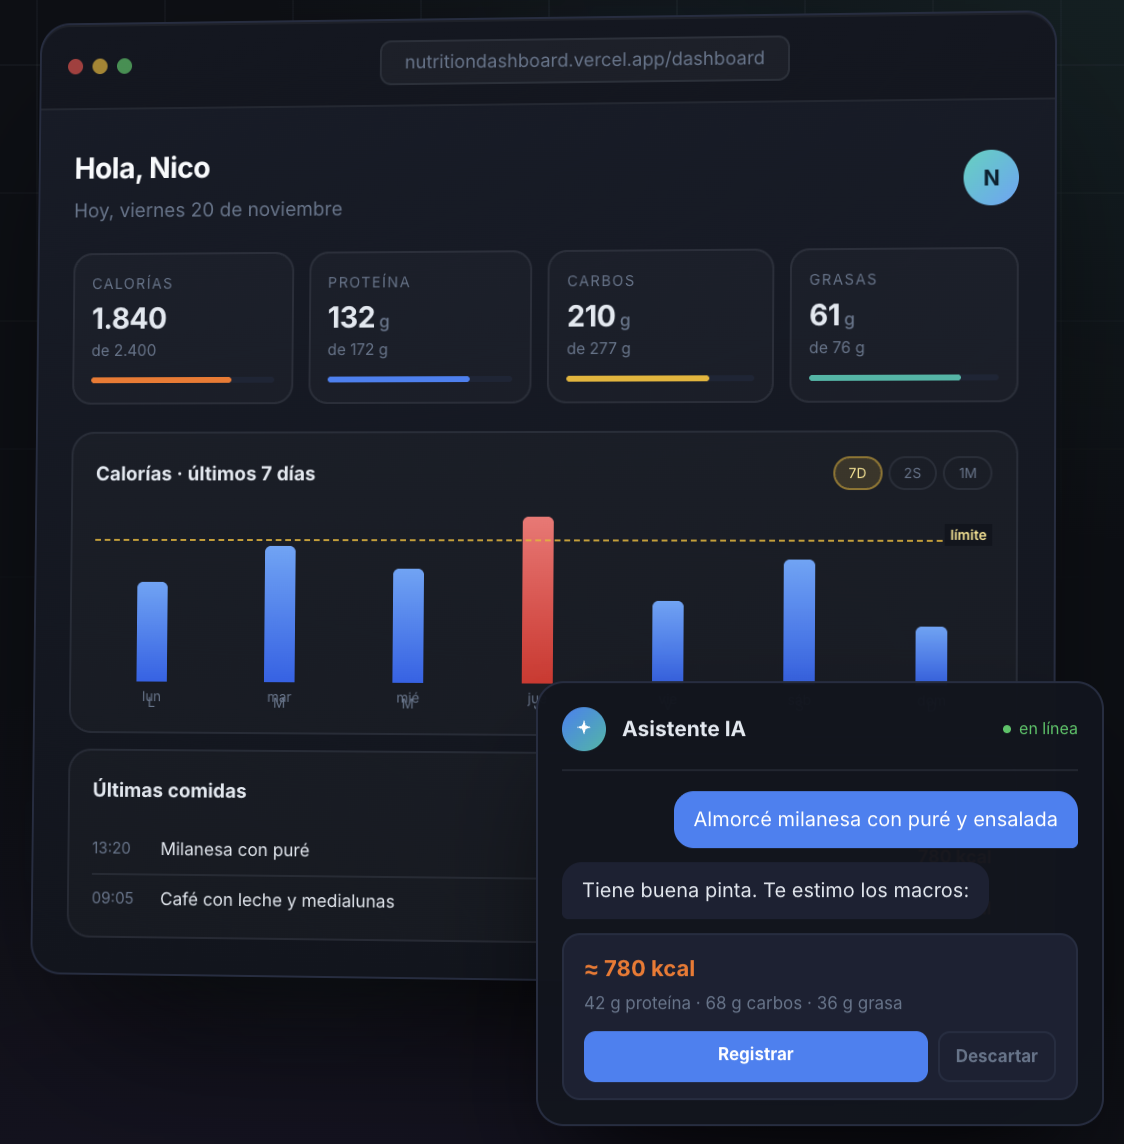 nutritiondashboard.vercel.app/dashboard
Hola, Nico
N
Hoy, viernes 20 de noviembre
CALORÍAS
1.840
de 2.400
PROTEÍNA
132 g
de 172 g
CARBOS
210 g
de 277 g
GRASAS
61 g
de 76 g
Calorías · últimos 7 días
7D
2S
1M
límite
lun
L
mar
M
mié
M
ju
Últimas comidas
13:20 Milanesa con puré
09:05 Café con leche y medialunas
Asistente IA
en línea
Almorcé milanesa con puré y ensalada
Tiene buena pinta. Te estimo los macros:
≈ 780 kcal
42 g proteína · 68 g carbos · 36 g grasa
Registrar
Descartar